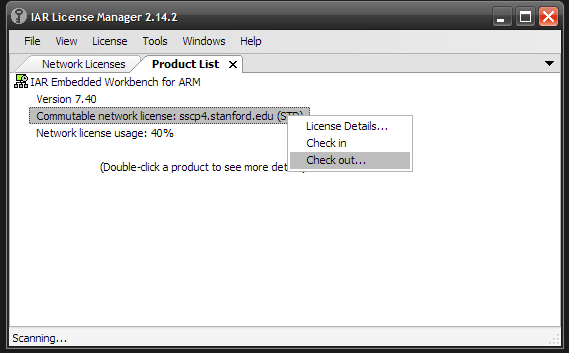 IAR License Manager 2.14.2
File View License Tools Windows Help
Network Licenses Product List
IAR Embedded Workbench for ARM
Version 7.40
Commutable network license: sscp4.stanford.edu (STD)
License Details...
Network license usage: 40%
Check in
Check out...
(Double-click a product to see more
Scanning...